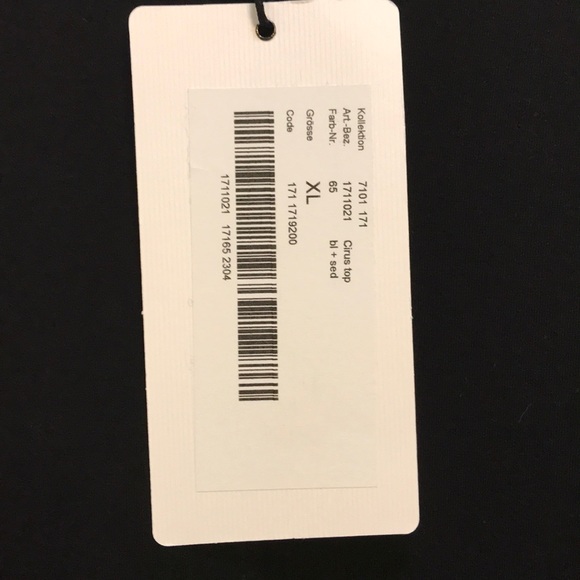 Kollektion 7101 171
Art.-Bez. 1711021 Cirus top
Farb-Nr. 65 bl + sed
Grösse XL
Code 171 1719200
1711021 17165 2304